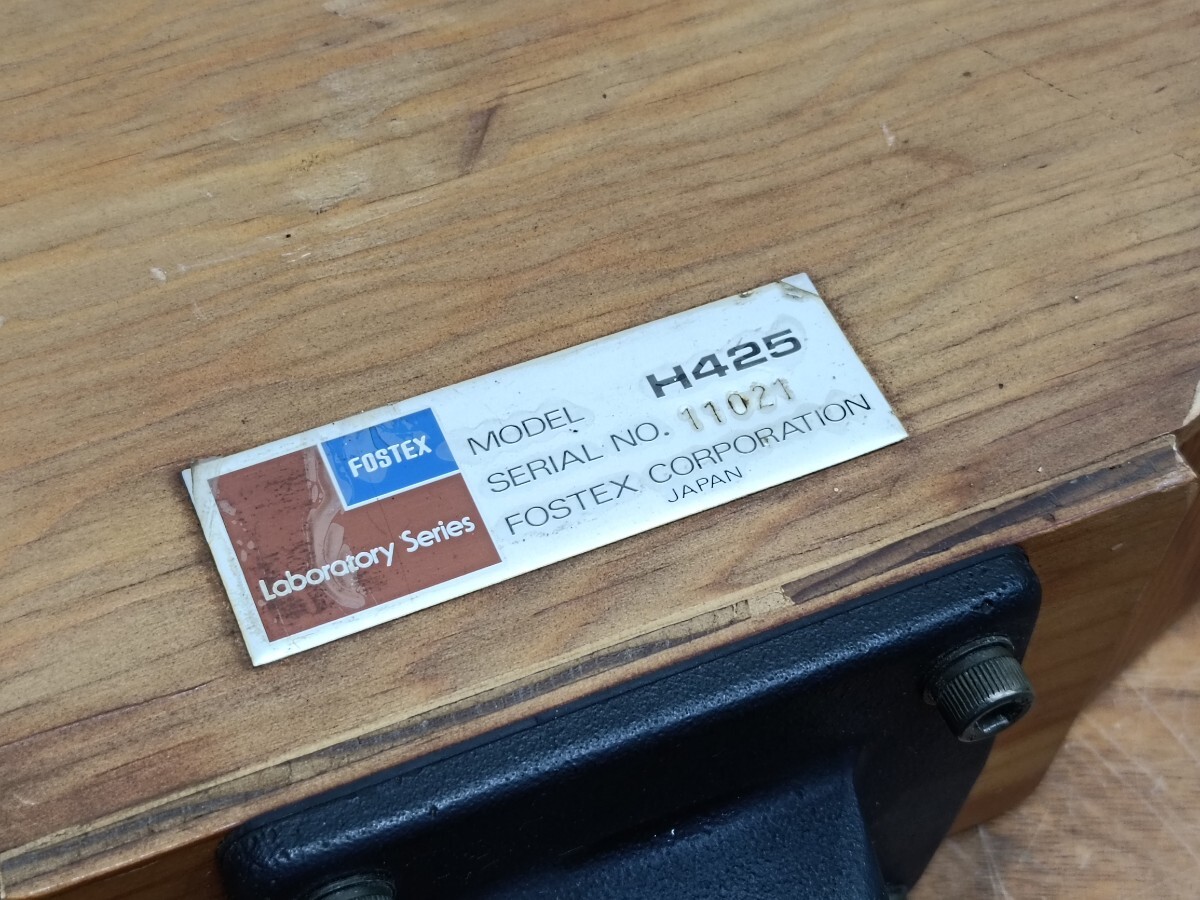 FOSTEX
Laboratory Series
MODEL H425
SERIAL NO. 11021
FOSTEX CORPORATION
JAPAN